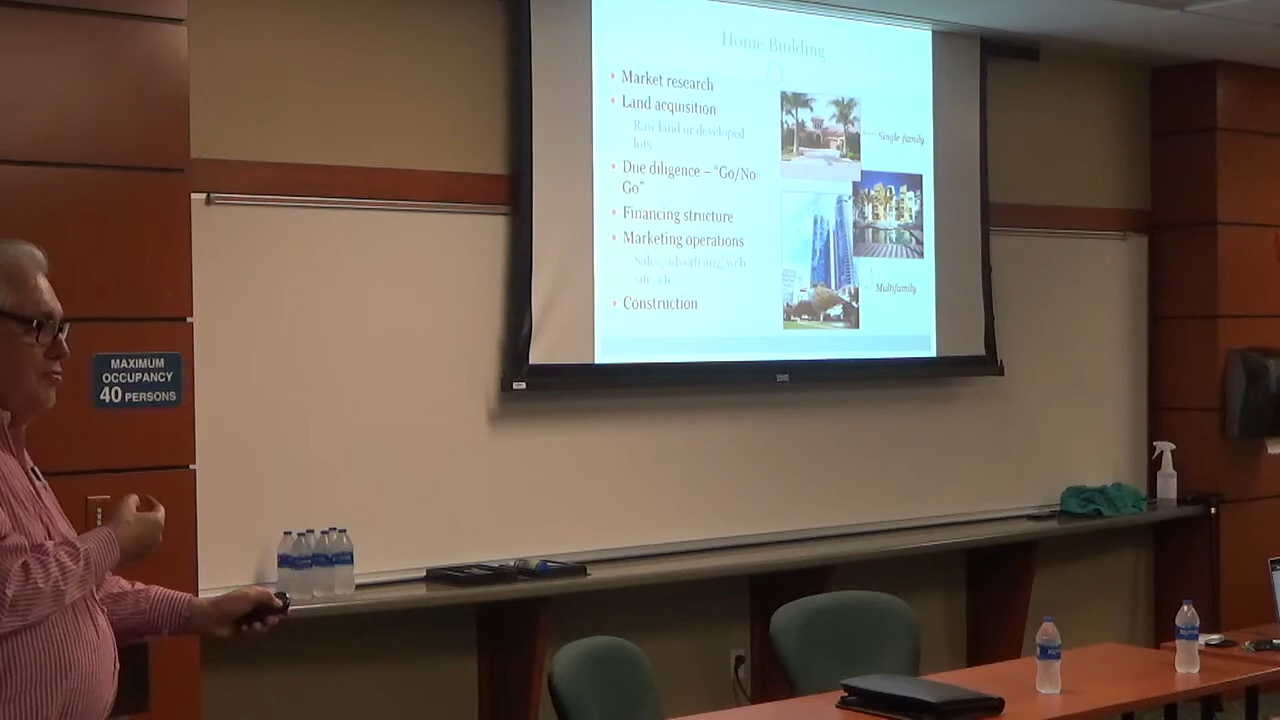 Home Building
• Market research
• Land acquisition
Raw land or developed
lots
• Due diligence – "Go/No
Go"
• Financing structure
• Marketing operations
Sales, advertising, web
site, etc.
• Construction
Single-family
Multifamily
MAXIMUM
OCCUPANCY
40 PERSONS